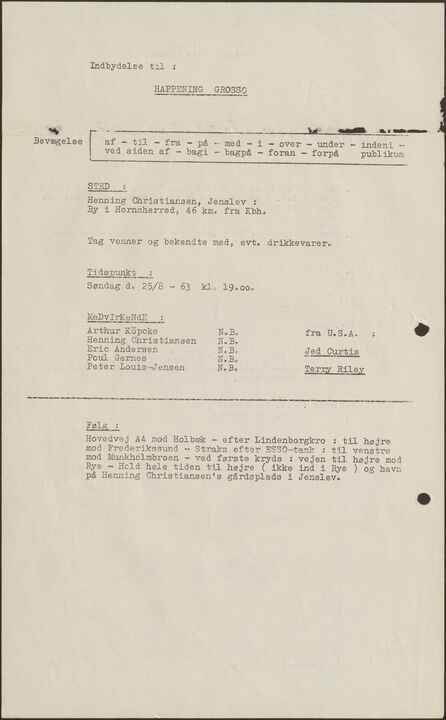 Indbydelse til :
HAPPENING GROSSO
Bevægelse
af - til - fra - på - med - i - over - under - indeni -
ved siden af - bagi - bagpå - foran - forpå publikum
STED :
Henning Christiansen, Jenslev :
By i Hornsherred, 46 km. fra Kbh.
Tag venner og bekendte med, evt. drikkevarer.
Tidspunkt :
Søndag d. 25/8 - 63 kl. 19.oo.
MeDvIrKeNdE :
Arthur Köpcke N.B. fra U.S.A. :
Henning Christiansen N.B.
Eric Andersen N.B. Jed Curtis
Poul Gernes N.B.
Peter Louis-Jensen N.B. Terry Riley
Følg :
Hovedvej A4 mod Holbæk - efter Lindenborgkro : til højre
mod Frederikssund - Straks efter ESSO-tank : til venstre
mod Munkholmbroen - ved første kryds : vejen til højre mod
Rye - Hold hele tiden til højre ( ikke ind i Rye ) og havn
på Henning Christiansen's gårdsplads i Jenslev.